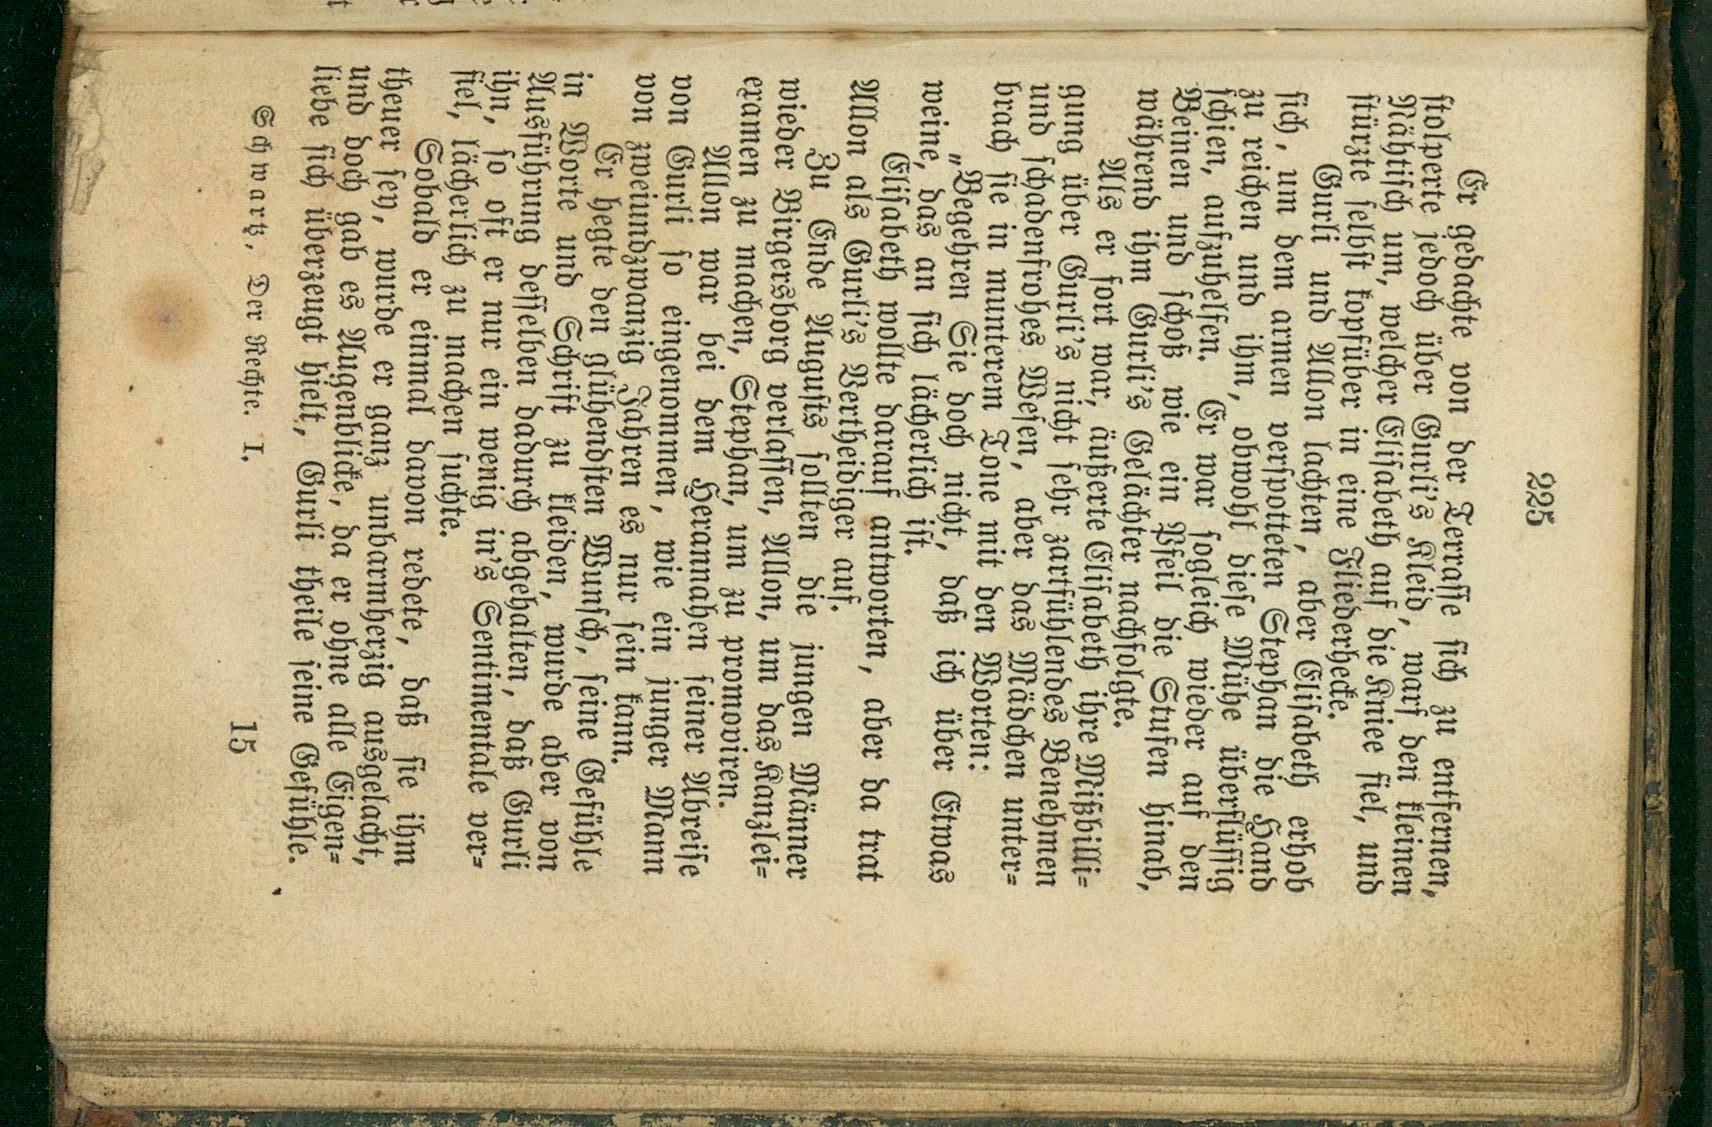 225
Er gedachte von der Terrasse sich zu entfernen,
stolperte jedoch über Gurli's Kleid, warf den kleinen
Nähtisch um, welcher Elisabeth auf die Kniee fiel, und
stürzte selbst kopfüber in eine Fliederhecke.
Gurli und Allon lachten, aber Elisabeth erhob
sich, um dem armen verspotteten Stephan die Hand
zu reichen und ihm, obwohl diese Mühe überflüssig
schien, aufzuhelfen. Er war sogleich wieder auf den
Beinen und schoß wie ein Pfeil die Stufen hinab,
während ihm Gurli's Gelächter nachfolgte.
Als er fort war, äußerte Elisabeth ihre Mißbilli-
gung über Gurli's nicht sehr zartfühlendes Benehmen
und schadenfrohes Wesen, aber das Mädchen unter-
brach sie in munterem Tone mit den Worten:
„Begehren Sie doch nicht, daß ich über Etwas
weine, das an sich lächerlich ist.
Elisabeth wollte darauf antworten, aber da trat
Allon als Gurli's Vertheidiger auf.
Zu Ende Augusts sollten die jungen Männer
wieder Birgersborg verlassen, Allon, um das Kanzlei-
examen zu machen, Stephan, um zu promoviren.
Allon war bei dem Herannahen seiner Abreise
von Gurli so eingenommen, wie ein junger Mann
von zweiundzwanzig Jahren es nur sein kann.
Er hegte den glühendsten Wunsch, seine Gefühle
in Worte und Schrift zu kleiden, wurde aber von
Ausführung desselben dadurch abgehalten, daß Gurli
ihn, so oft er nur ein wenig in's Sentimentale ver-
fiel, lächerlich zu machen suchte.
Sobald er einmal davon redete, daß sie ihm
theuer sey, wurde er ganz unbarmherzig ausgelacht,
und doch gab es Augenblicke, da er ohne alle Eigen-
liebe sich überzeugt hielt, Gurli theile seine Gefühle.
Schwartz, Der Rechte. I. 15